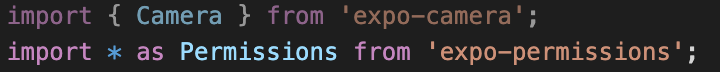 import { Camera } from 'expo-camera';
import * as Permissions from 'expo-permissions';